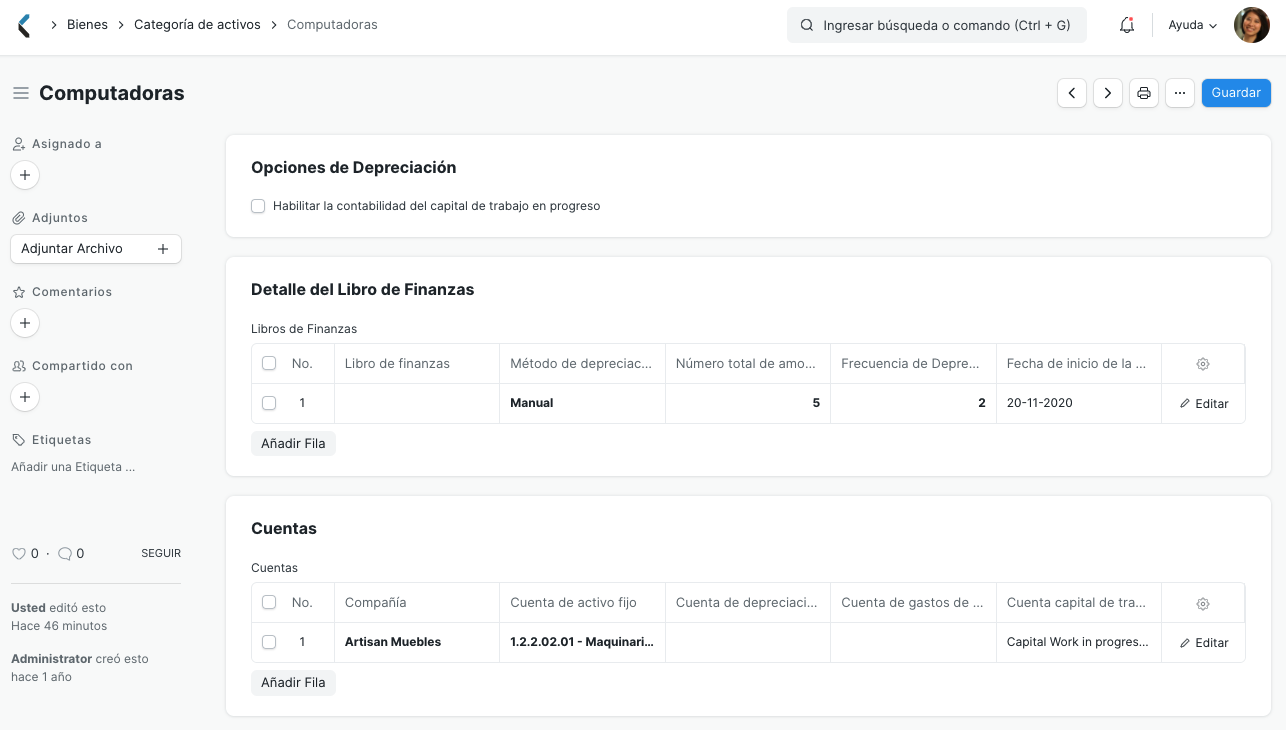 Bienes
Categoría de activos
Computadoras
Ingresar búsqueda o comando (Ctrl + G)
Ayuda
Computadoras
Guardar
Asignado a
Adjuntos
Adjuntar Archivo
Comentarios
Compartido con
Etiquetas
Añadir una Etiqueta ...
0 · 0 SEGUIR
Usted editó esto
Hace 46 minutos
Administrator creó esto
hace 1 año
Opciones de Depreciación
Habilitar la contabilidad del capital de trabajo en progreso
Detalle del Libro de Finanzas
Libros de Finanzas
No. Libro de finanzas Método de depreciac... Número total de amo... Frecuencia de Depre... Fecha de inicio de la ...
1 Manual 5 2 20-11-2020 Editar
Añadir Fila
Cuentas
Cuentas
No. Compañía Cuenta de activo fijo Cuenta de depreciaci... Cuenta de gastos de ... Cuenta capital de tra...
1 Artisan Muebles 1.2.2.02.01 - Maquinari... Capital Work in progres... Editar
Añadir Fila